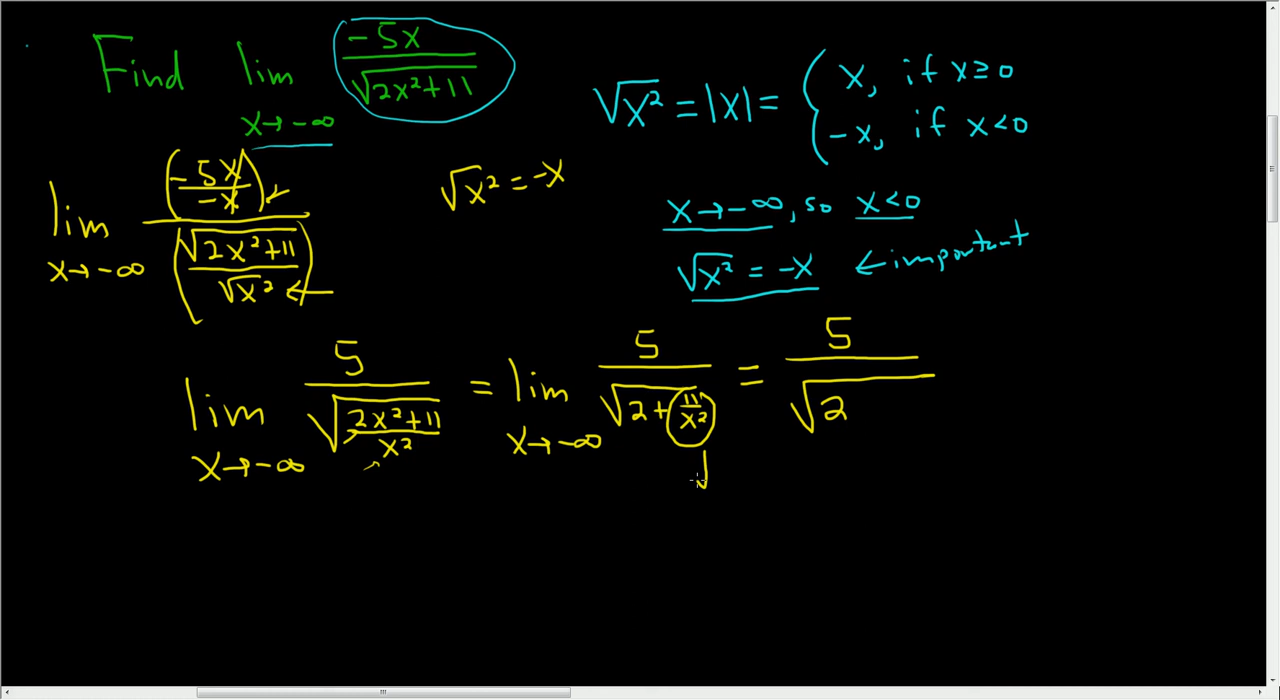 Find lim x→-∞ -5x/√(2x²+11)
√x² = |x| = { x, if x≥0
-x, if x<0
lim x→-∞ (-5x/-x)/(√(2x²+11)/√x²)
√x² = -x
x→-∞, so x<0
√x² = -x ← important
lim x→-∞ 5/√((2x²+11)/x²) = lim x→-∞ 5/√(2+11/x²) = 5/√2